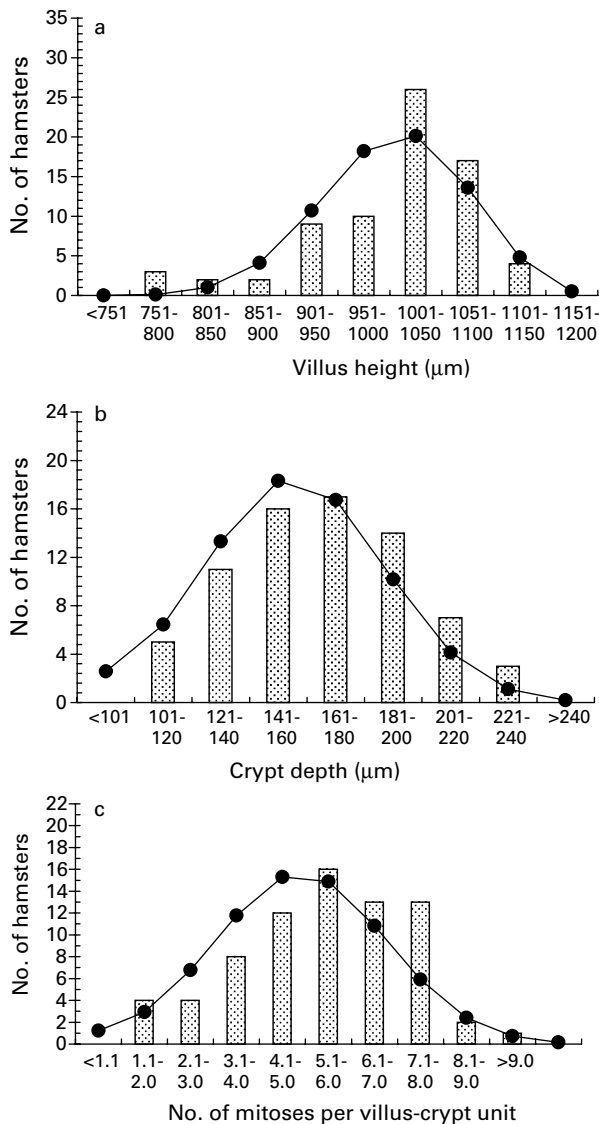 a
No. of hamsters
35
30
25
20
15
10
5
0
<751 751- 801- 851- 901- 951- 1001- 1051- 1101- 1151-
800 850 900 950 1000 1050 1100 1150 1200
Villus height (μm)
b
No. of hamsters
24
20
16
12
8
4
0
<101 101- 121- 141- 161- 181- 201- 221- >240
120 140 160 180 200 220 240
Crypt depth (μm)
c
No. of hamsters
22
20
18
16
14
12
10
8
6
4
2
0
<1.1 1.1- 2.1- 3.1- 4.1- 5.1- 6.1- 7.1- 8.1- >9.0
2.0 3.0 4.0 5.0 6.0 7.0 8.0 9.0
No. of mitoses per villus-crypt unit